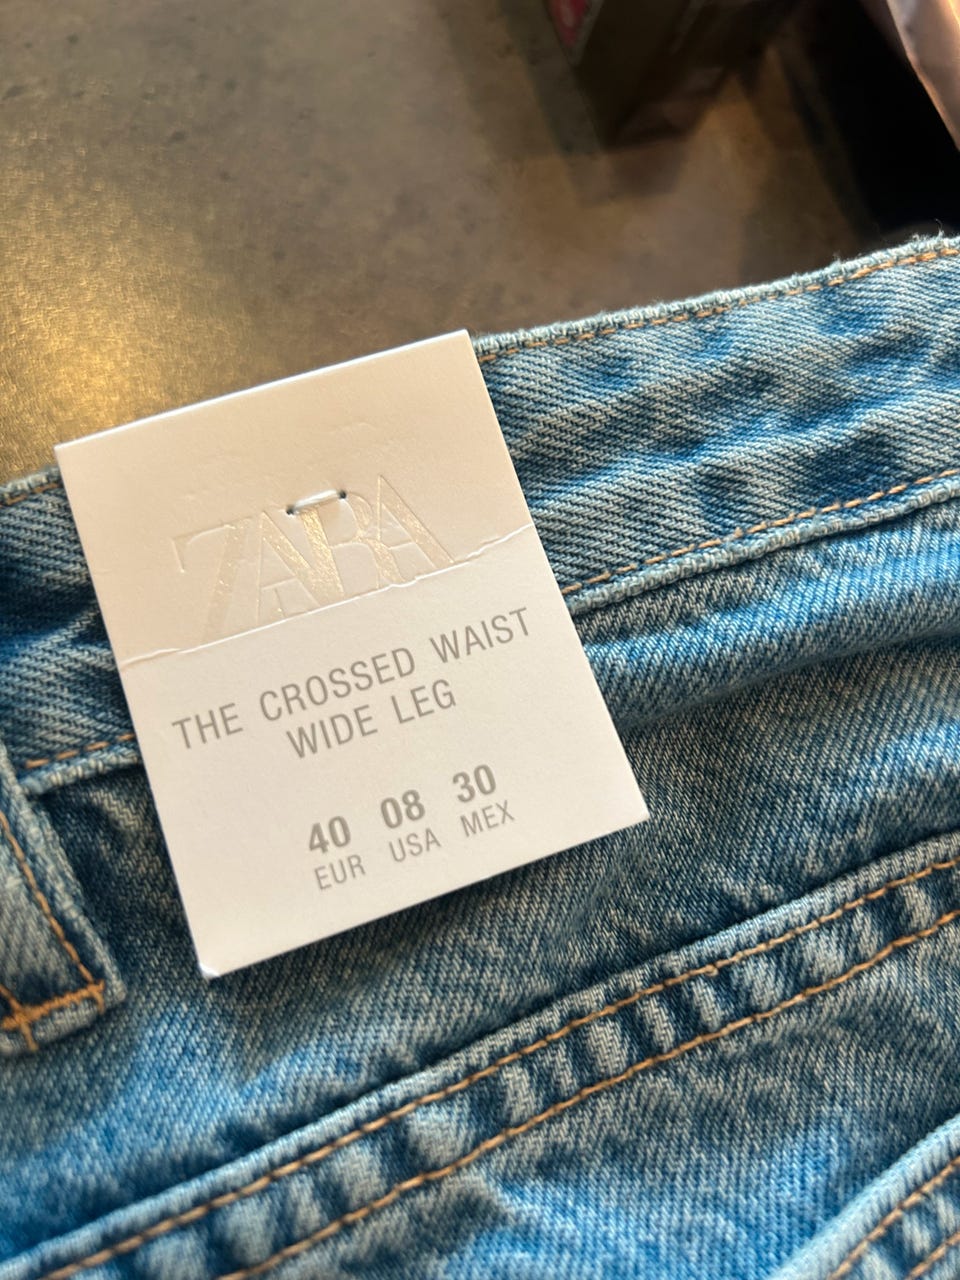 ZARA
THE CROSSED WAIST
WIDE LEG
40 08 30
EUR USA MEX